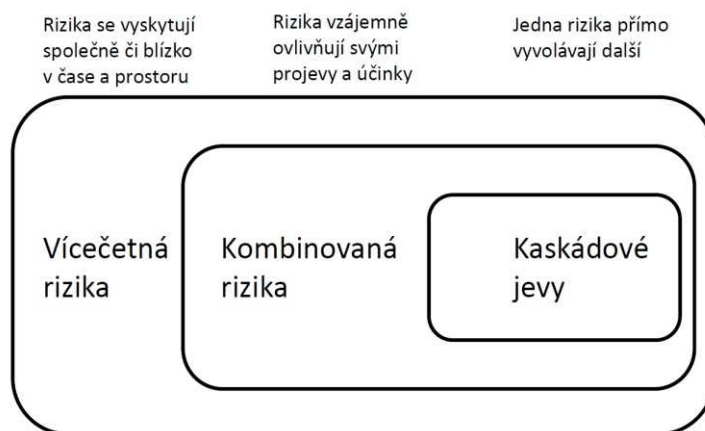 Rizika se vyskytují
společně či blízko
v čase a prostoru
Rizika vzájemně
ovlivňují svými
projevy a účinky
Jedna rizika přímo
vyvolávají další
Vícečetná
rizika
Kombinovaná
rizika
Kaskádové
jevy